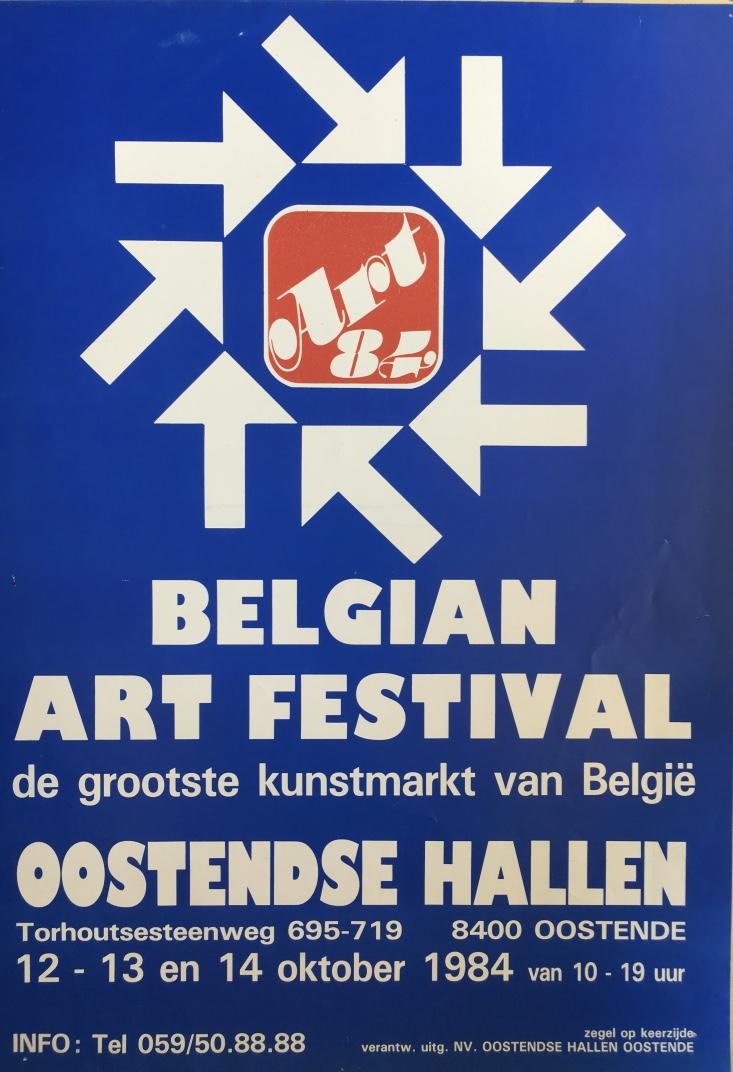 Art
84
BELGIAN
ART FESTIVAL
de grootste kunstmarkt van België
OOSTENDSE HALLEN
Torhoutsesteenweg 695-719 8400 OOSTENDE
12 - 13 en 14 oktober 1984 van 10 - 19 uur
INFO: Tel 059/50.88.88
zegel op keerzijde
verantw. uitg. NV. OOSTENDSE HALLEN OOSTENDE